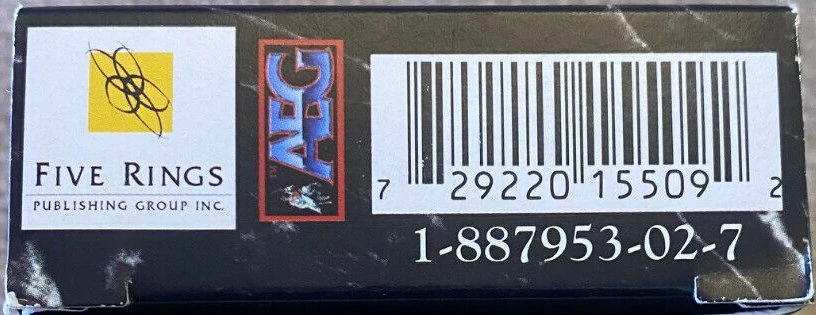 FIVE RINGS
PUBLISHING GROUP INC.
AEG
7 29220 15509 2
1-887953-02-7